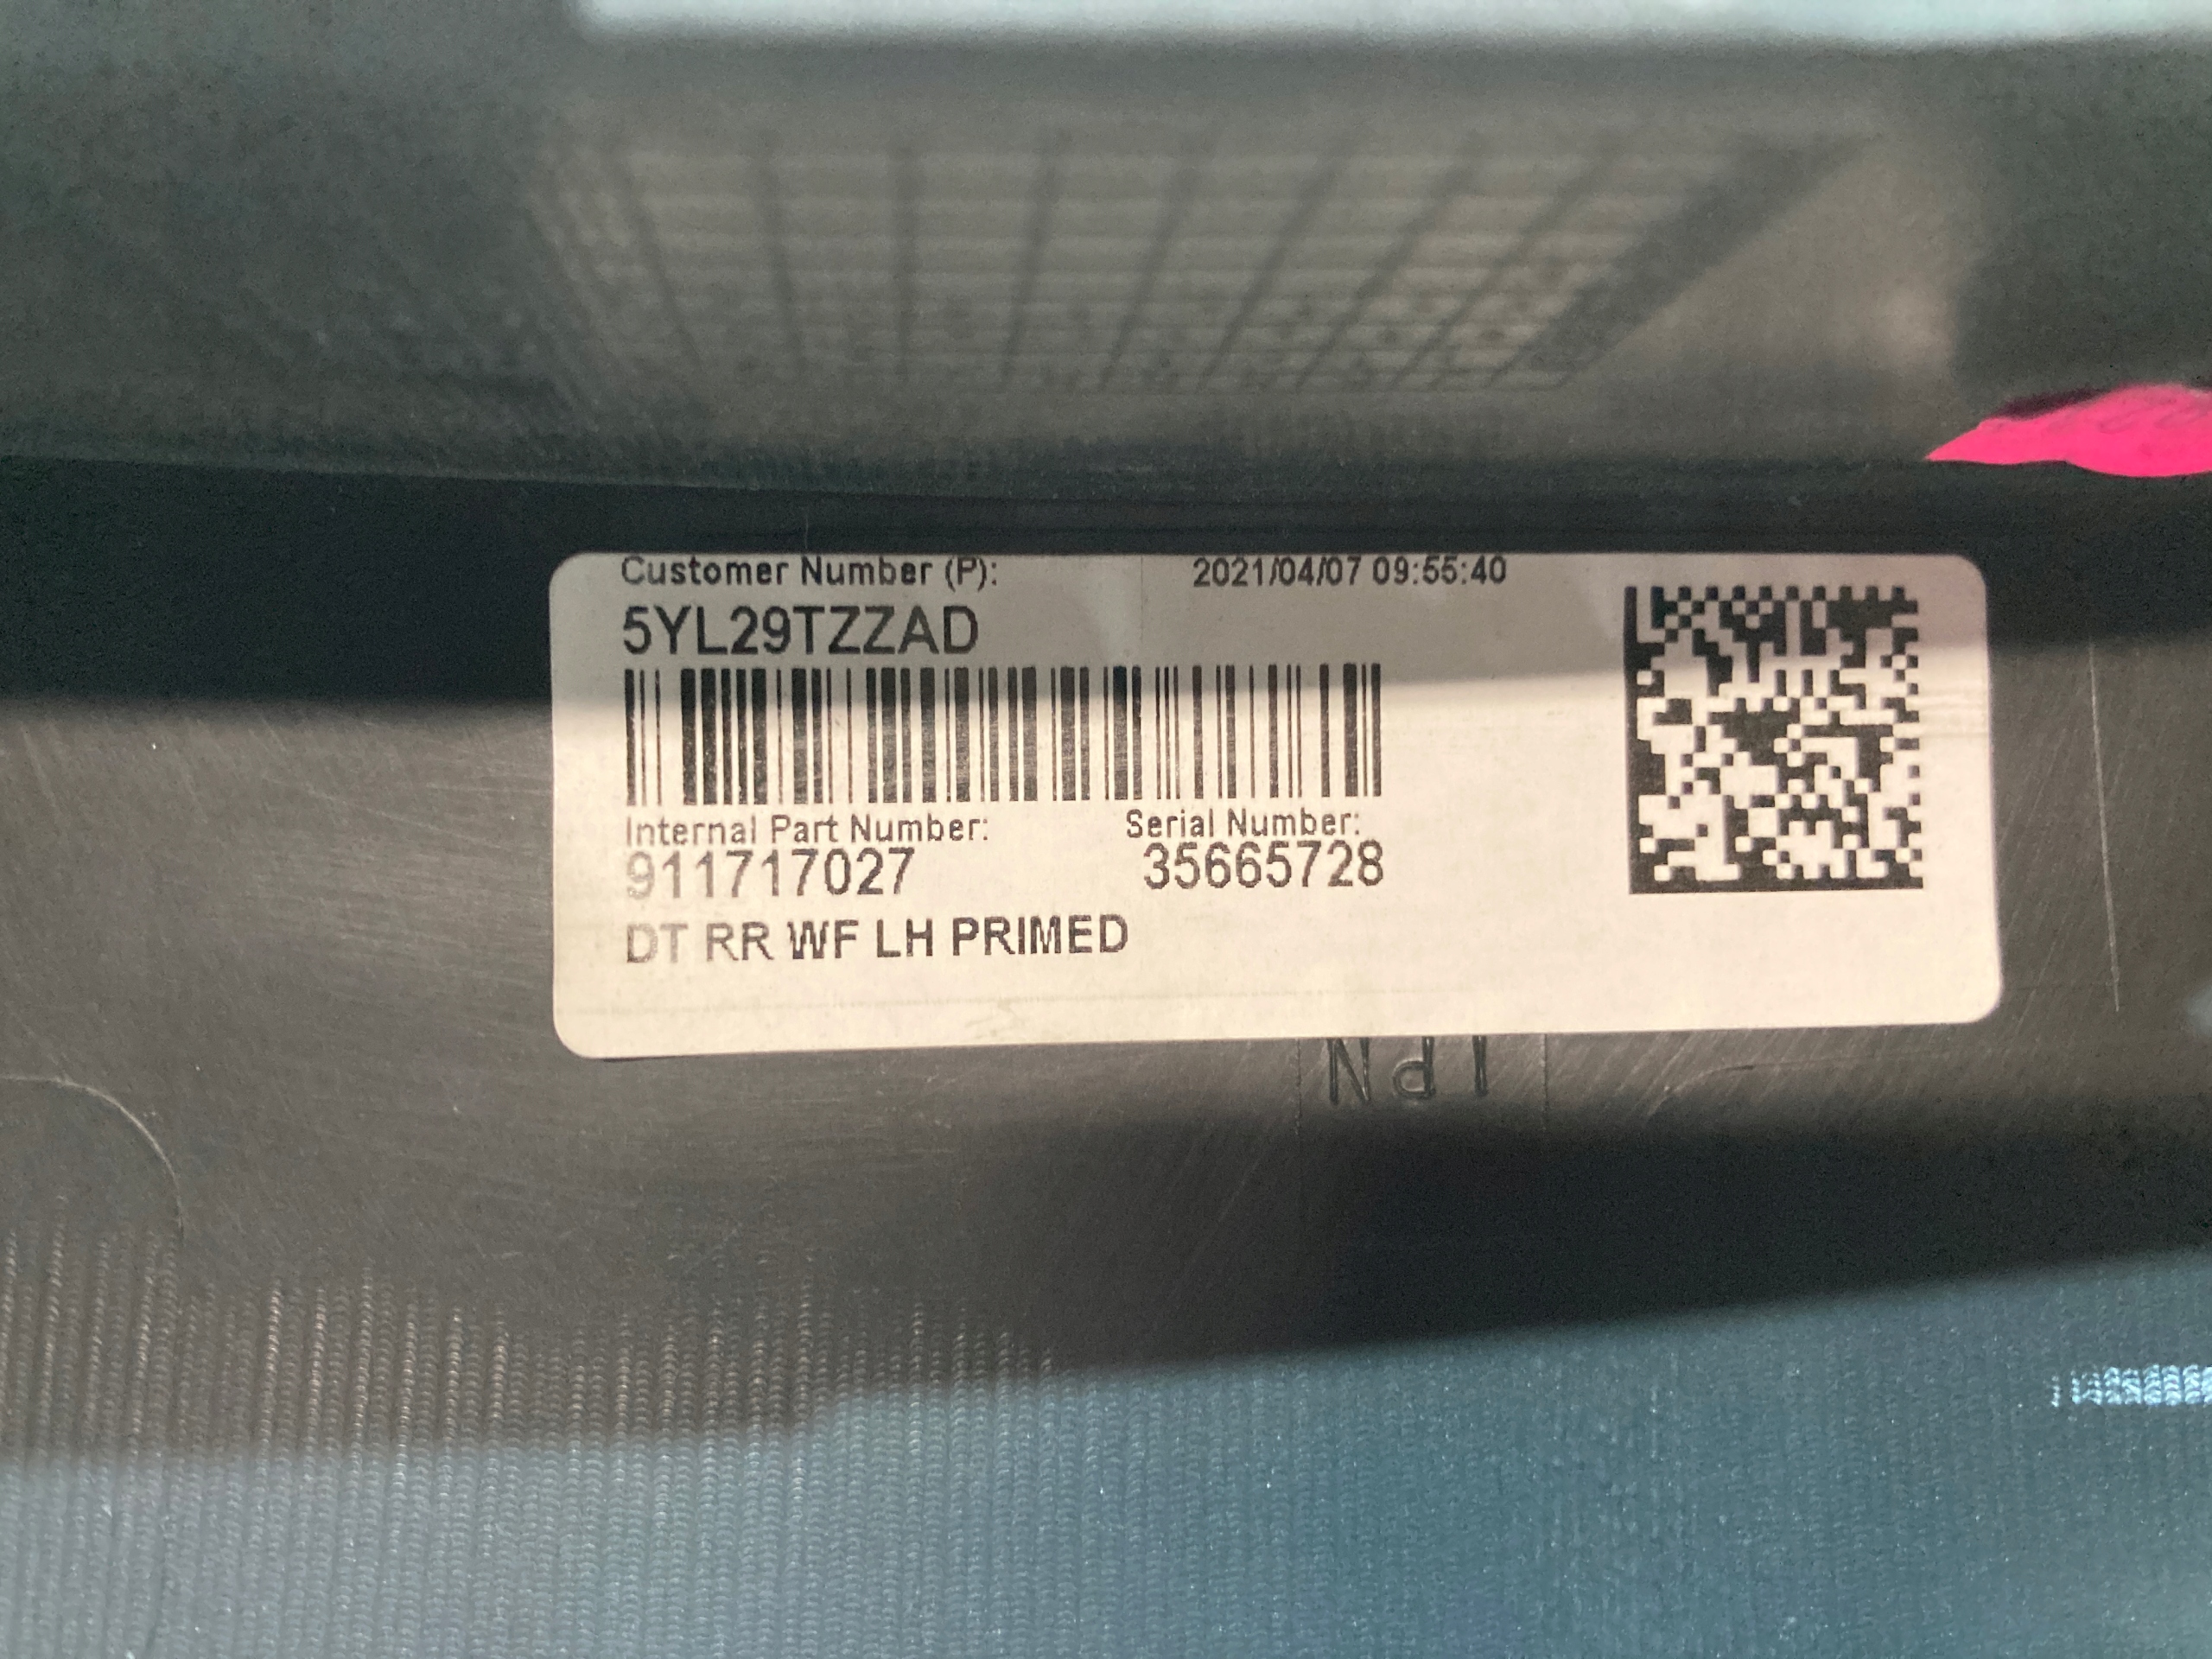 Customer Number (P): 2021/04/07 09:55:40
5YL29TZZAD
Internal Part Number: Serial Number:
911717027 35665728
DT RR WF LH PRIMED
IPN